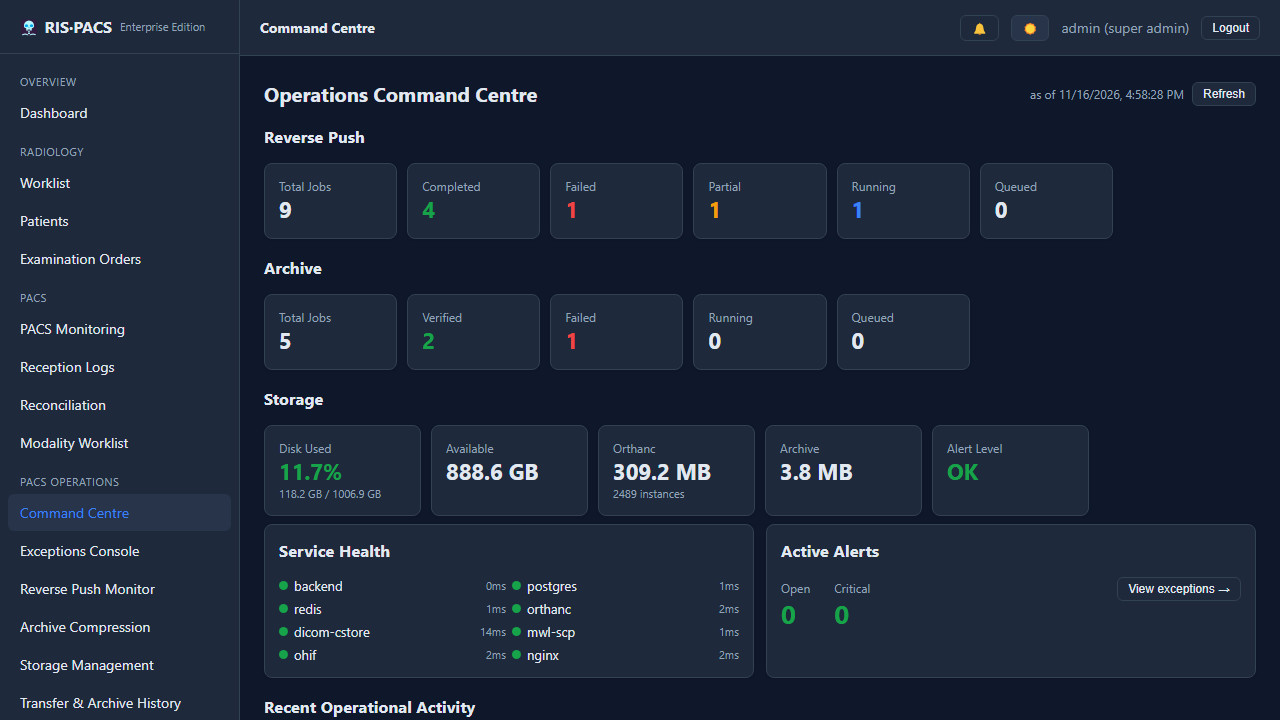 RIS·PACS Enterprise Edition
OVERVIEW
Dashboard
RADIOLOGY
Worklist
Patients
Examination Orders
PACS
PACS Monitoring
Reception Logs
Reconciliation
Modality Worklist
PACS OPERATIONS
Command Centre
Exceptions Console
Reverse Push Monitor
Archive Compression
Storage Management
Transfer & Archive History
Command Centre
admin (super admin) Logout
Operations Command Centre
as of 11/16/2026, 4:58:28 PM Refresh
Reverse Push
Total Jobs
9
Completed
4
Failed
1
Partial
1
Running
1
Queued
0
Archive
Total Jobs
5
Verified
2
Failed
1
Running
0
Queued
0
Storage
Disk Used
11.7%
118.2 GB / 1006.9 GB
Available
888.6 GB
Orthanc
309.2 MB
2489 instances
Archive
3.8 MB
Alert Level
OK
Service Health
backend 0ms postgres 1ms
redis 1ms orthanc 2ms
dicom-cstore 14ms mwl-scp 1ms
ohif 2ms nginx 2ms
Active Alerts
Open
0
Critical
0
View exceptions →
Recent Operational Activity